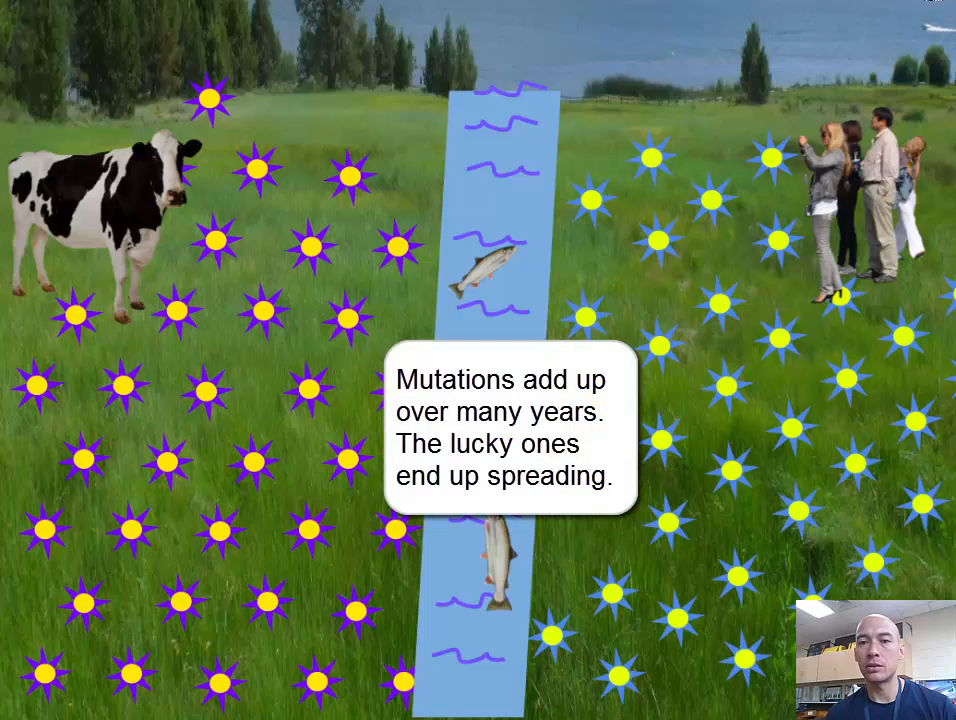 Mutations add up
over many years.
The lucky ones
end up spreading.